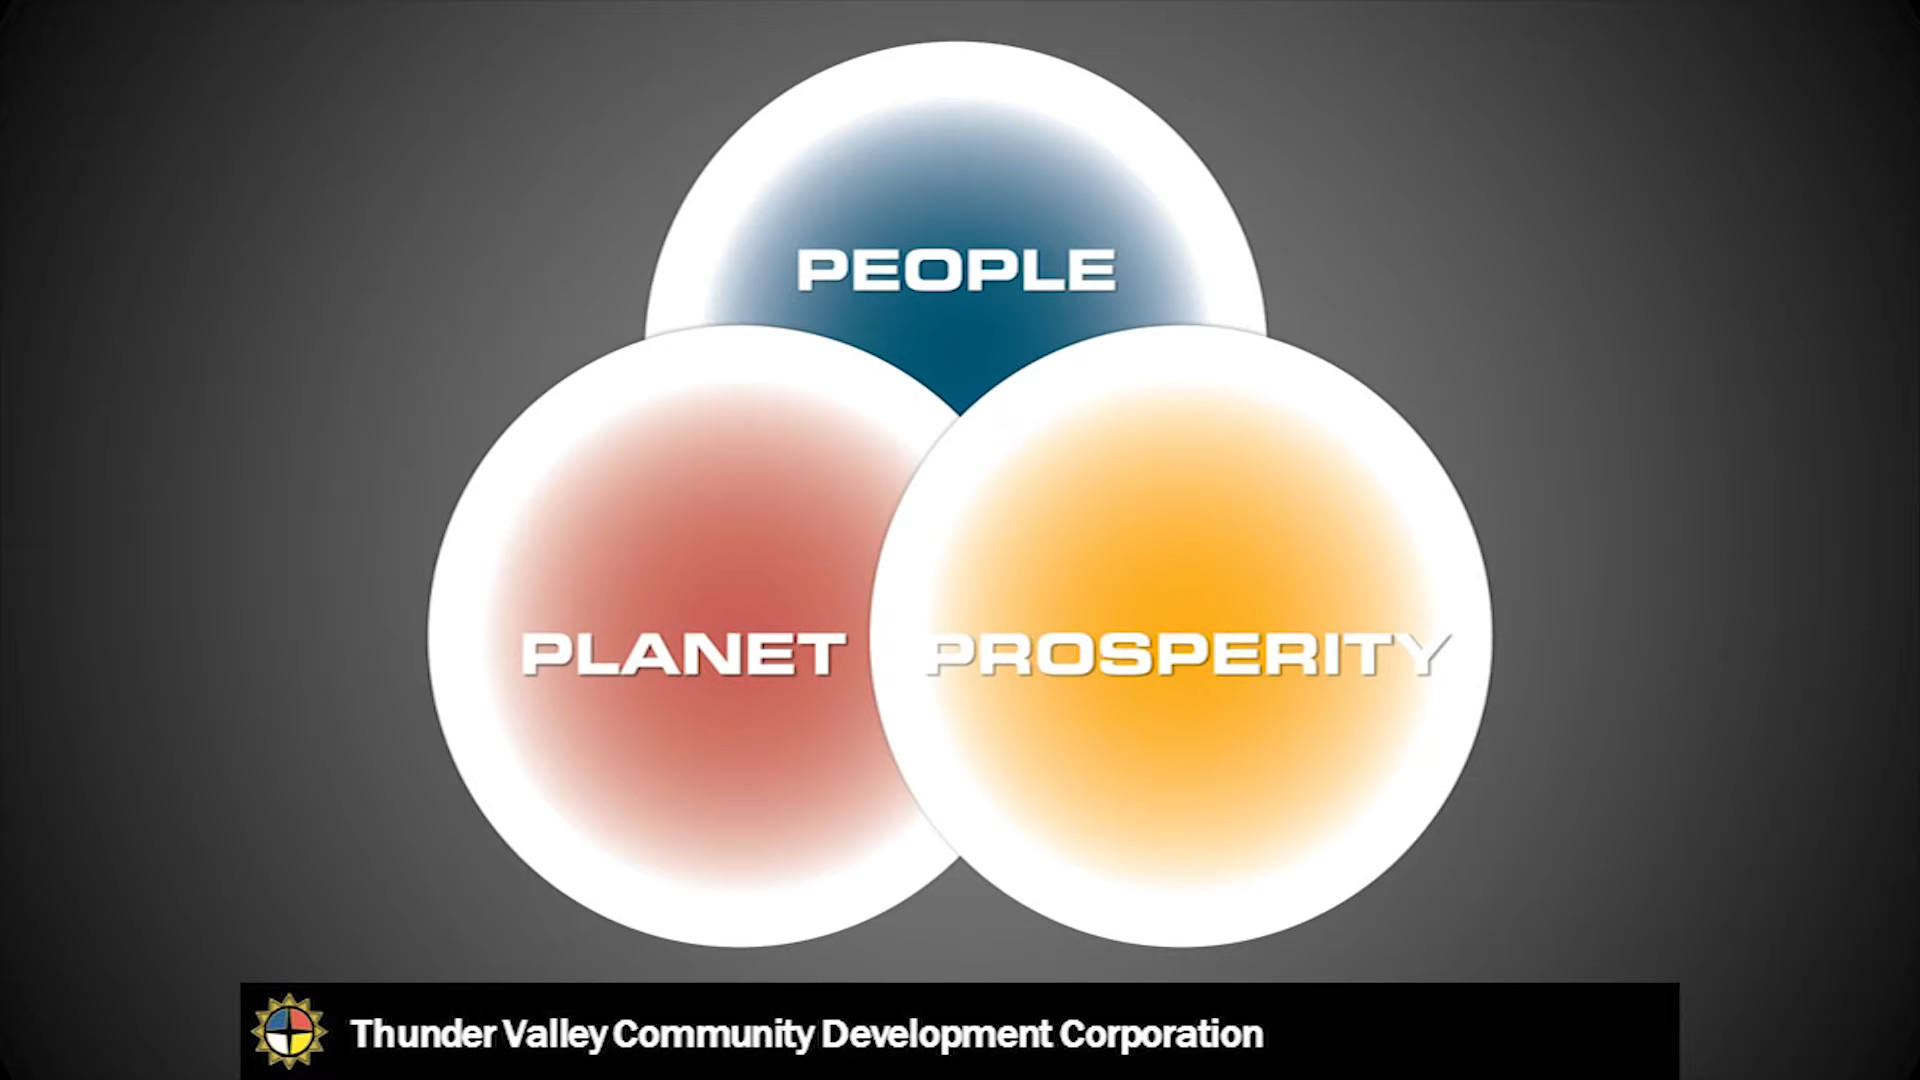 PEOPLE
PLANET
PROSPERITY
Thunder Valley Community Development Corporation